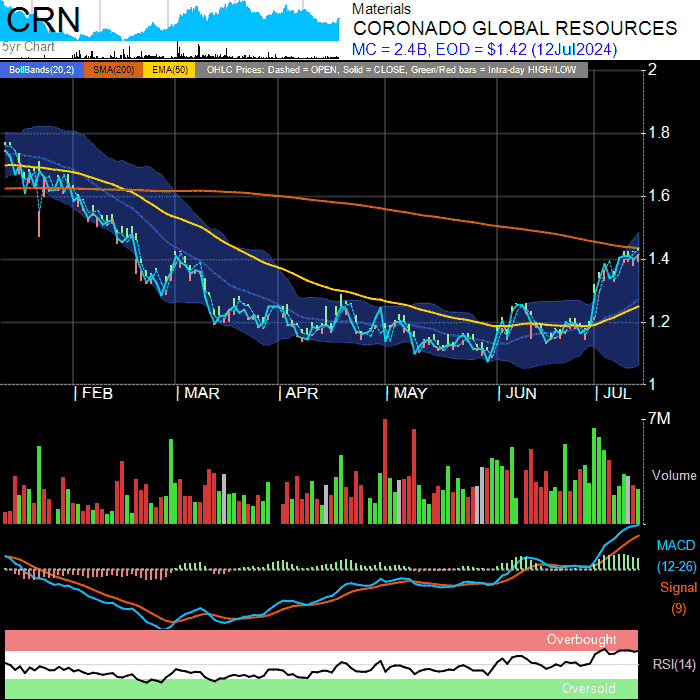 CRN
5yr Chart
Materials
CORONADO GLOBAL RESOURCES
MC = 2.4B, EOD = $1.42 (12Jul2024)
BollBands(20,2) SMA(200) EMA(50) OHLC Prices: Dashed = OPEN, Solid = CLOSE, Green/Red bars = Intra-day HIGH/LOW
2
1.8
1.6
1.4
1.2
1
| FEB | MAR | APR | MAY | JUN | JUL
7M
Volume
MACD
(12-26)
Signal
(9)
Overbought
RSI(14)
Oversold